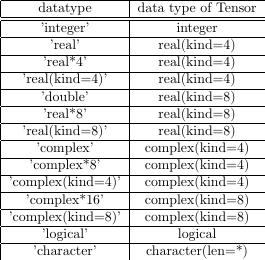 datatype data type of Tensor
'integer' integer
'real' real(kind=4)
'real*4' real(kind=4)
'real(kind=4)' real(kind=4)
'double' real(kind=8)
'real*8' real(kind=8)
'real(kind=8)' real(kind=8)
'complex' complex(kind=4)
'complex*8' complex(kind=4)
'complex(kind=4)' complex(kind=4)
'complex*16' complex(kind=8)
'complex(kind=8)' complex(kind=8)
'logical' logical
'character' character(len=*)